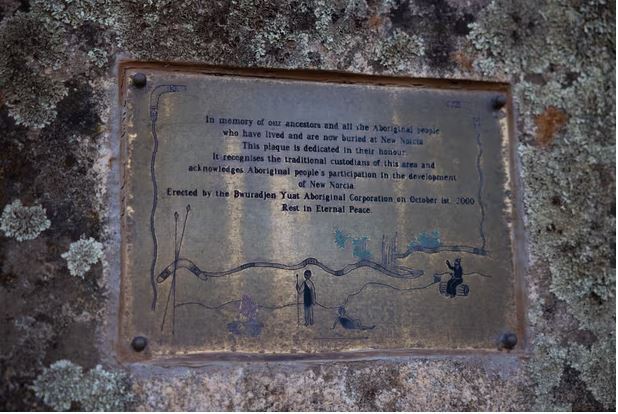 In memory of our ancestors and all the Aboriginal people
who have lived and are now buried at New Norcia
This plaque is dedicated in their honour.
It recognises the traditional custodians of this area and
acknowledges Aboriginal people's participation in the development
of New Norcia.
Erected by the Bwuradjen Yuat Aboriginal Corporation on October 1st, 2000
Rest in Eternal Peace